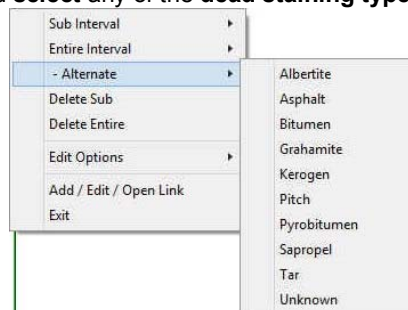 d select any of the dead staining type
Sub Interval
Entire Interval
- Alternate
Delete Sub
Delete Entire
Edit Options
Add / Edit / Open Link
Exit
Albertite
Asphalt
Bitumen
Grahamite
Kerogen
Pitch
Pyrobitumen
Sapropel
Tar
Unknown